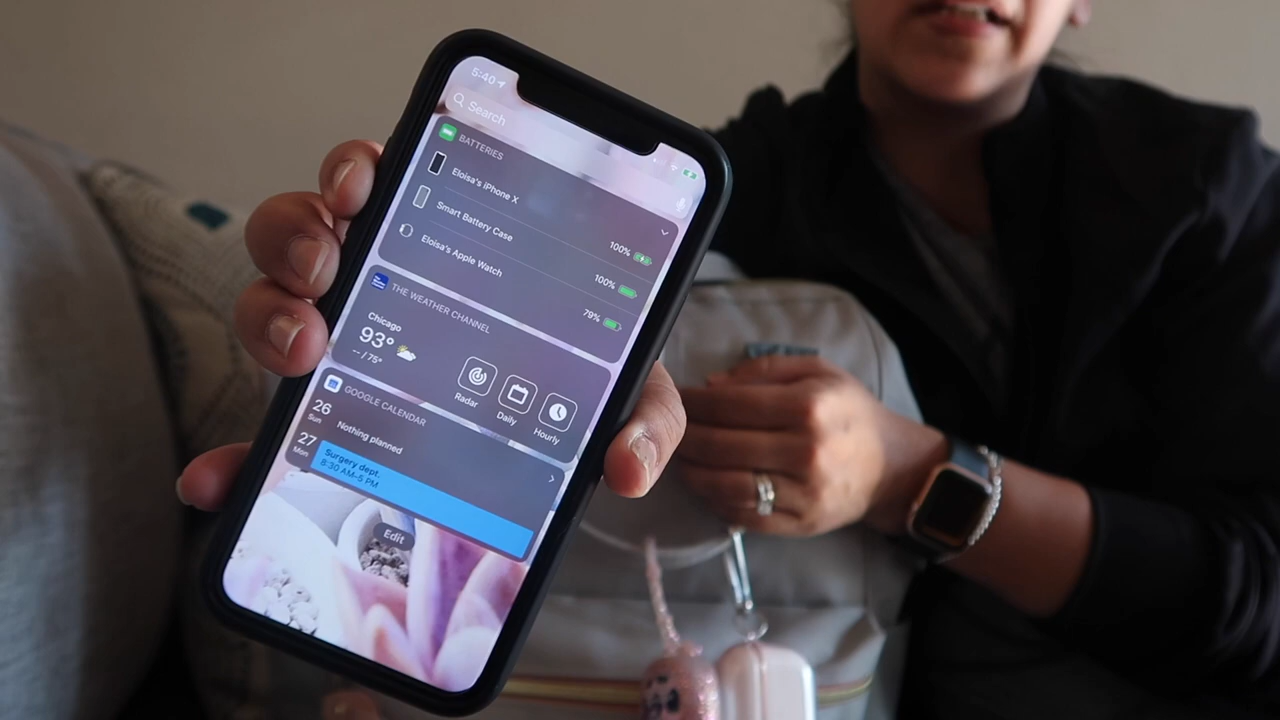 5:40
Search
BATTERIES
Eloisa's iPhone X
100%
Smart Battery Case
100%
Eloisa's Apple Watch
79%
THE WEATHER CHANNEL
Chicago
93°
-- / 75°
Radar
Daily
Hourly
GOOGLE CALENDAR
26
Sun
Nothing planned
27
Mon
Surgery dept.
8:30 AM–5 PM
Edit